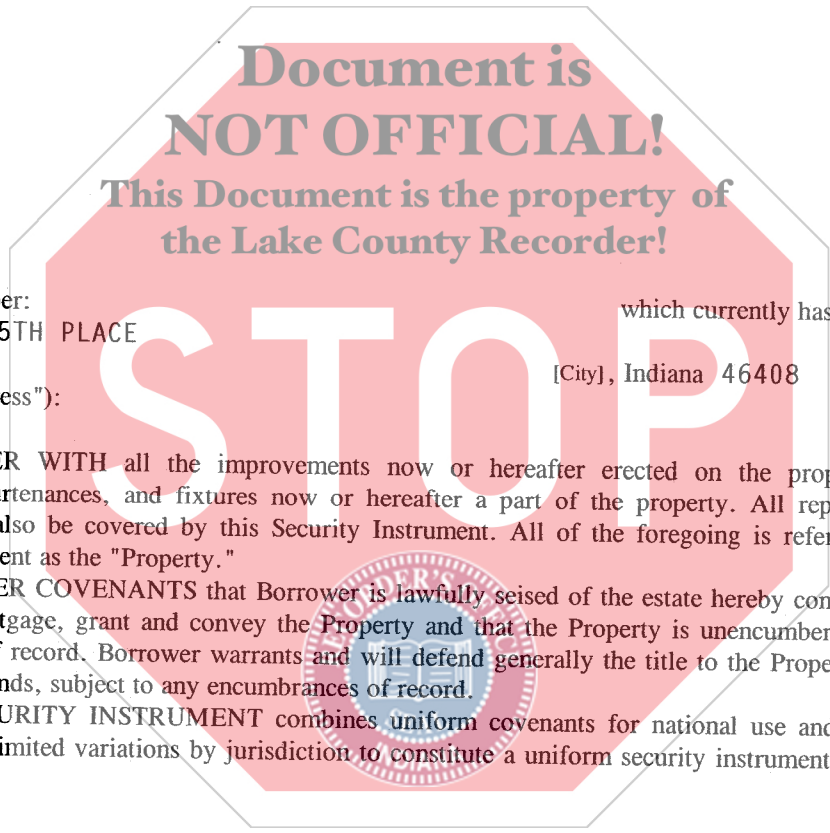 Document is
NOT OFFICIAL!
This Document is the property of
the Lake County Recorder!
STOP
er:
which currently has
5TH PLACE
[City], Indiana 46408
ess"):
ER WITH all the improvements now or hereafter erected on the prop
rtenances, and fixtures now or hereafter a part of the property. All rep
also be covered by this Security Instrument. All of the foregoing is refer
ent as the "Property."
ER COVENANTS that Borrower is lawfully seised of the estate hereby con
tgage, grant and convey the Property and that the Property is unencumber
f record. Borrower warrants and will defend generally the title to the Prope
nds, subject to any encumbrances of record.
URITY INSTRUMENT combines uniform covenants for national use and
imited variations by jurisdiction to constitute a uniform security instrument